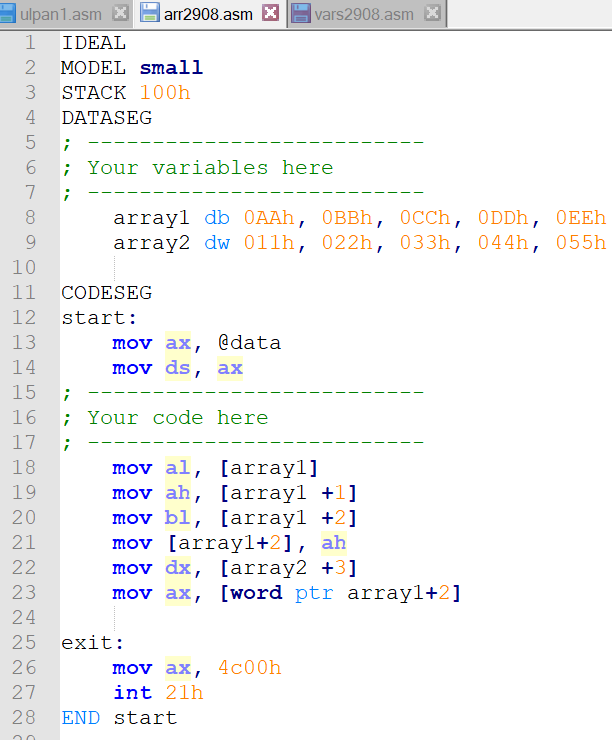 ulpan1.asm arr2908.asm vars2908.asm
1 IDEAL
2 MODEL small
3 STACK 100h
4 DATASEG
5 ; --------------------------
6 ; Your variables here
7 ; --------------------------
8 array1 db 0AAh, 0BBh, 0CCh, 0DDh, 0EEh
9 array2 dw 011h, 022h, 033h, 044h, 055h
10
11 CODESEG
12 start:
13 mov ax, @data
14 mov ds, ax
15 ; --------------------------
16 ; Your code here
17 ; --------------------------
18 mov al, [array1]
19 mov ah, [array1 +1]
20 mov bl, [array1 +2]
21 mov [array1+2], ah
22 mov dx, [array2 +3]
23 mov ax, [word ptr array1+2]
24
25 exit:
26 mov ax, 4c00h
27 int 21h
28 END start